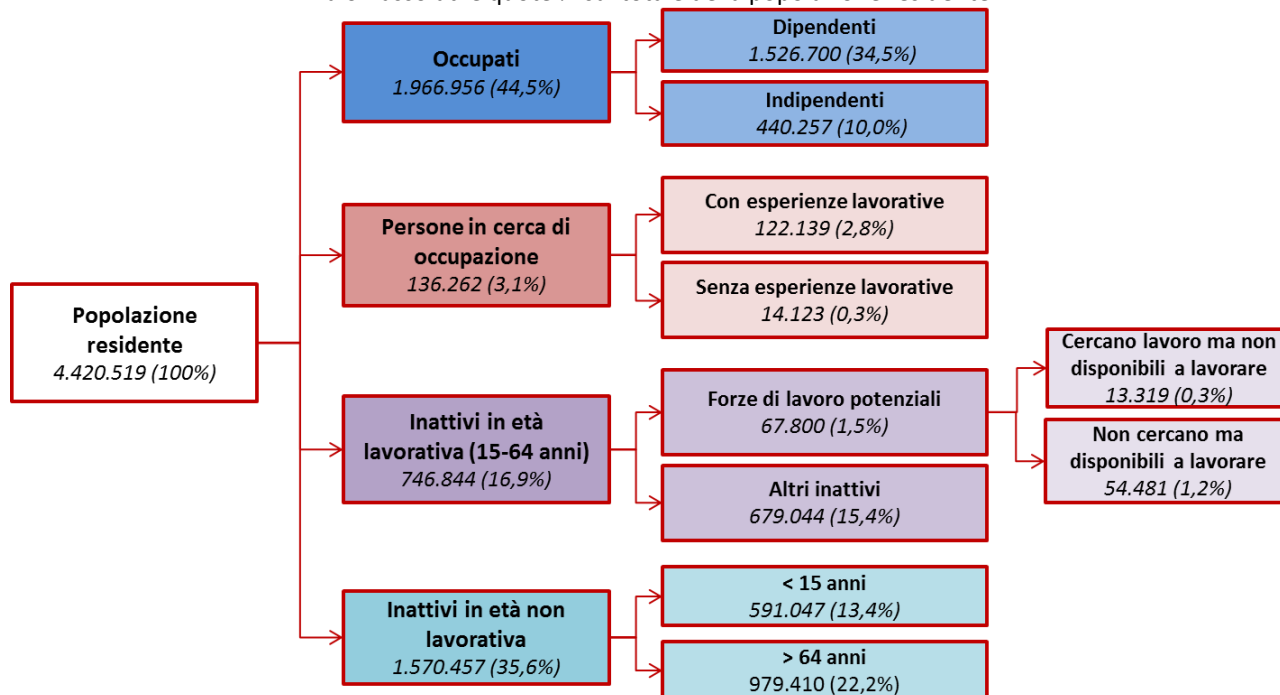 Popolazione
residente
4.420.519 (100%)
Occupati
1.966.956 (44,5%)
Dipendenti
1.526.700 (34,5%)
Indipendenti
440.257 (10,0%)
Persone in cerca di
occupazione
136.262 (3,1%)
Con esperienze lavorative
122.139 (2,8%)
Senza esperienze lavorative
14.123 (0,3%)
Inattivi in età
lavorativa (15-64 anni)
746.844 (16,9%)
Forze di lavoro potenziali
67.800 (1,5%)
Cercano lavoro ma non
disponibili a lavorare
13.319 (0,3%)
Non cercano ma
disponibili a lavorare
54.481 (1,2%)
Altri inattivi
679.044 (15,4%)
Inattivi in età non
lavorativa
1.570.457 (35,6%)
< 15 anni
591.047 (13,4%)
> 64 anni
979.410 (22,2%)